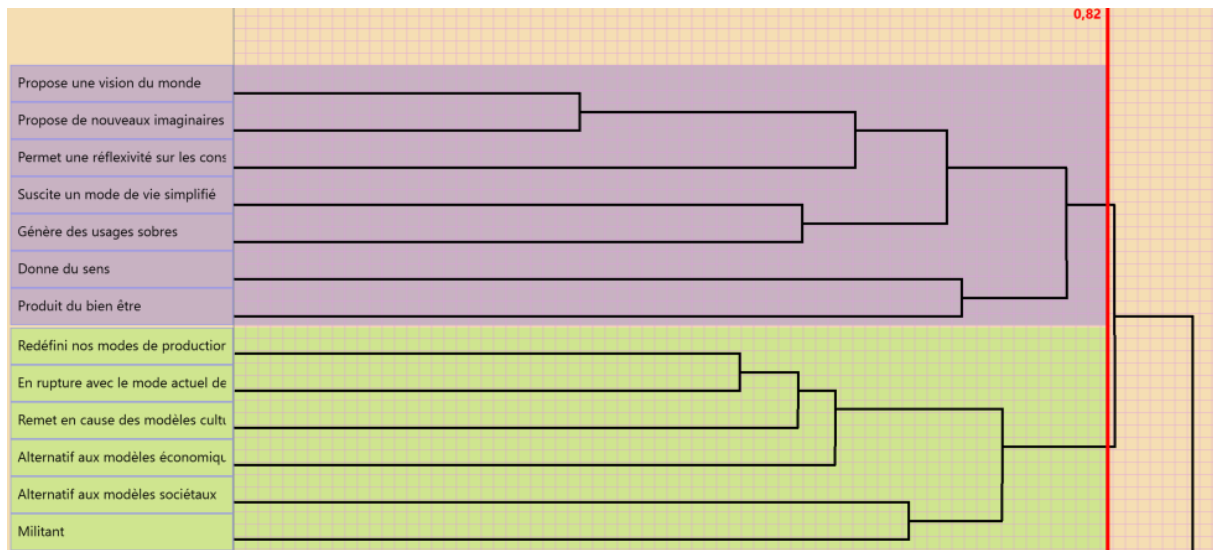 0,82
Propose une vision du monde
Propose de nouveaux imaginaires
Permet une réflexivité sur les cons
Suscite un mode de vie simplifié
Génère des usages sobres
Donne du sens
Produit du bien être
Redéfini nos modes de production
En rupture avec le mode actuel de
Remet en cause des modèles cultu
Alternatif aux modèles économiqu
Alternatif aux modèles sociétaux
Militant